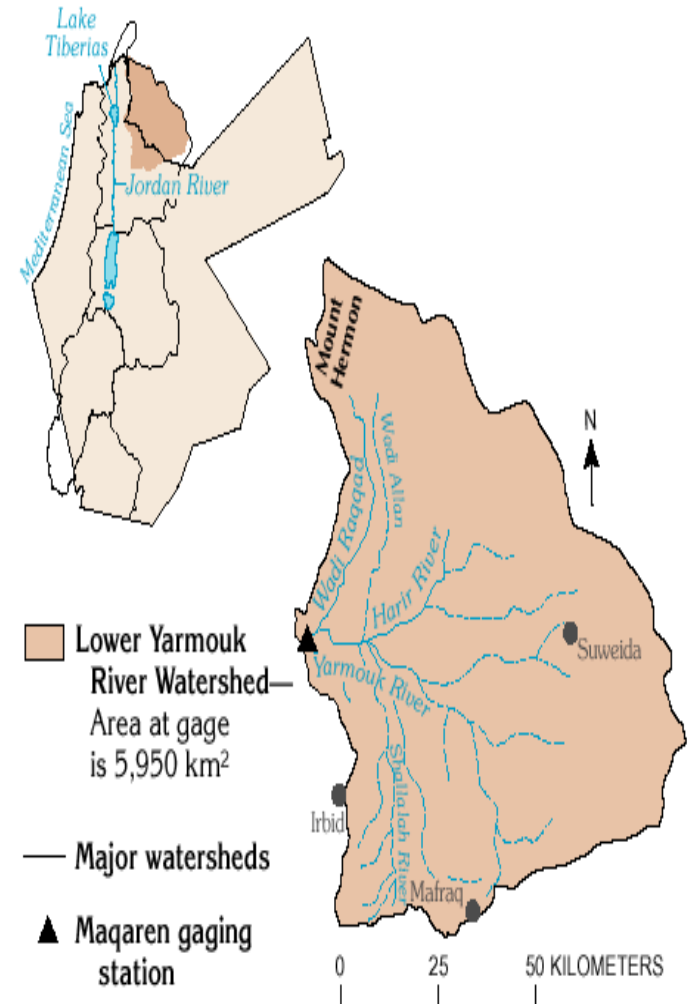 Lake
Tiberias
Mediterranean Sea
Jordan River
Mount
Hermon
N
Wadi Allan
Wadi Raqqad
Harir River
Suweida
Yarmouk River
Shallalah River
Irbid
Mafraq
Lower Yarmouk
River Watershed—
Area at gage
is 5,950 km²
Major watersheds
Maqaren gaging
station
0 25 50 KILOMETERS